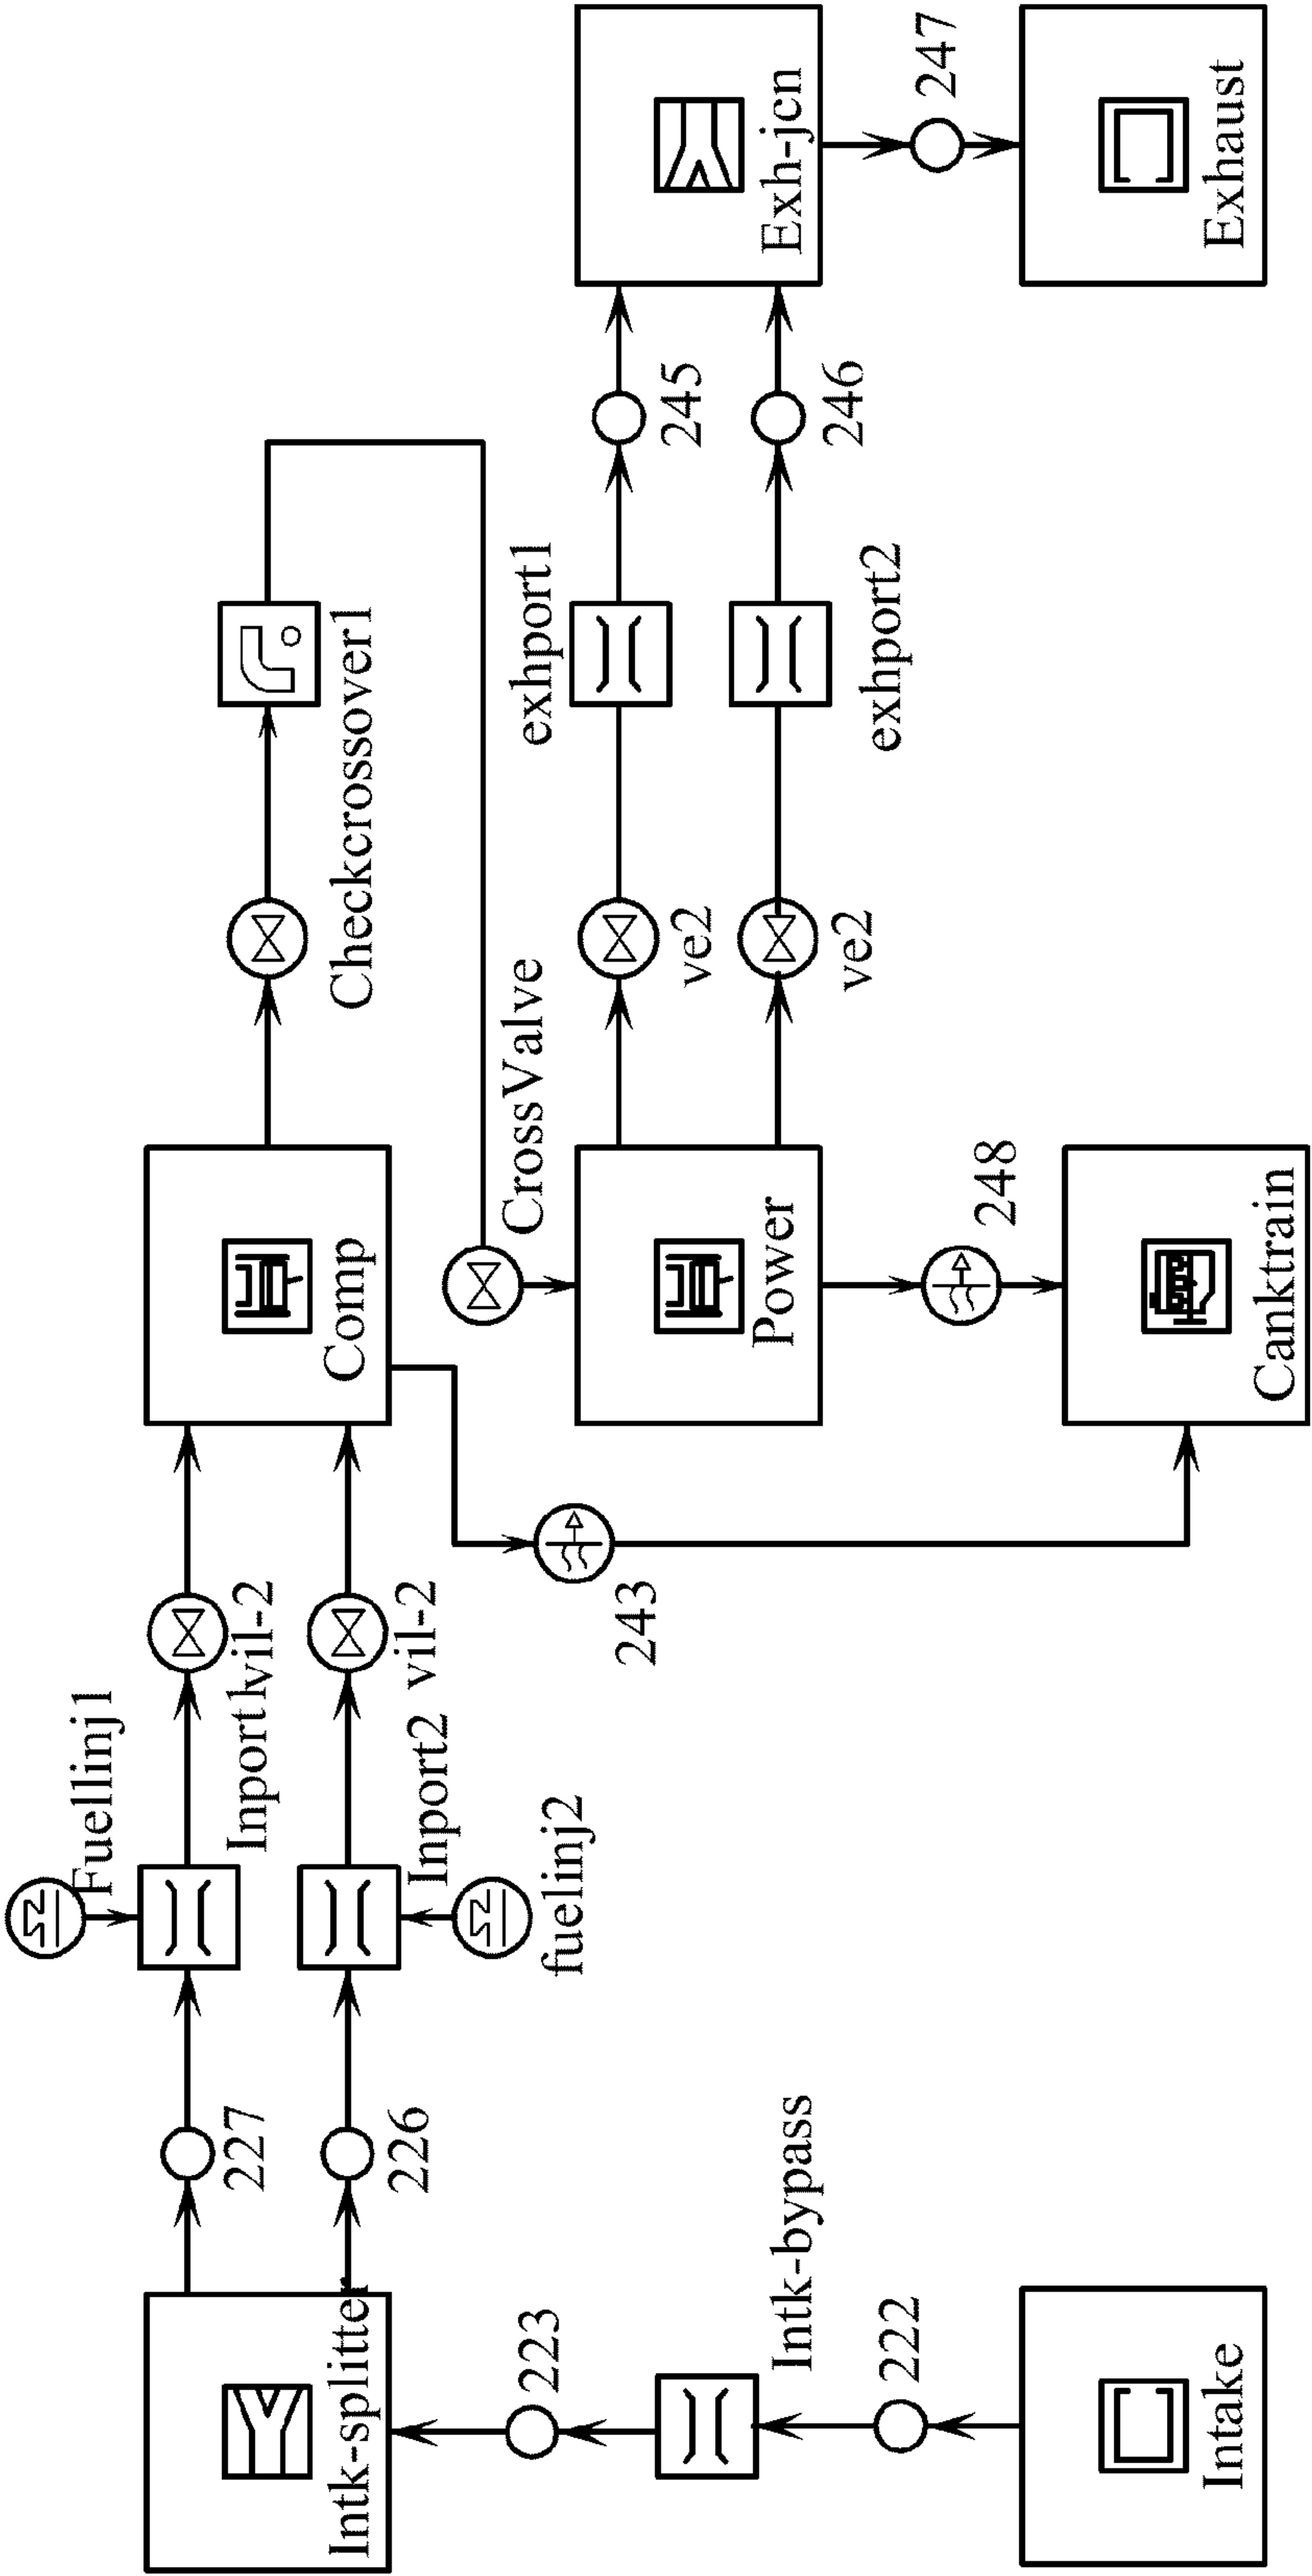 Fuellinj1
227
Inport1
vil-2
Intk-splitter
Comp
Checkcrossover1
226
Inport2
vil-2
223
fuelinj2
CrossValve
exhport1
243
ve2
245
Intk-bypass
Power
Exh-jcn
ve2
exhport2
246
222
248
247
Intake
Canktrain
Exhaust